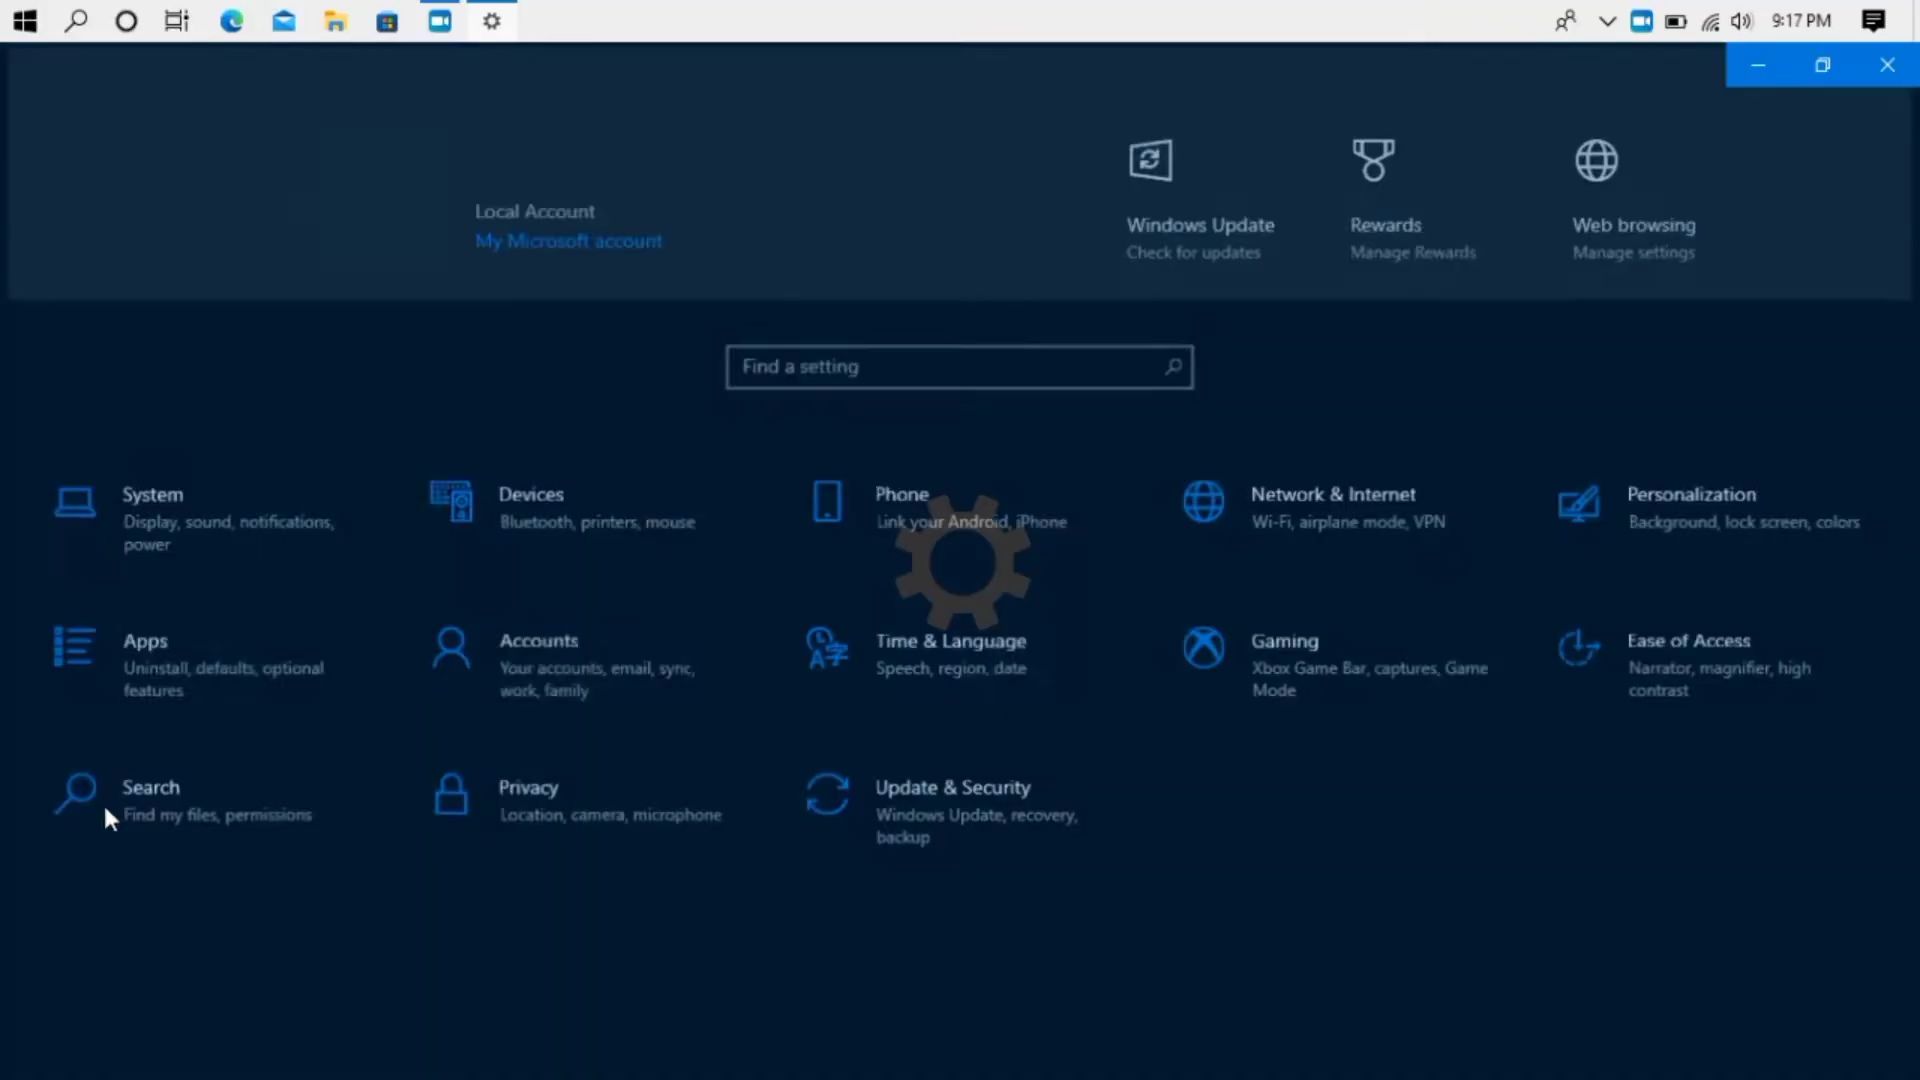 9:17 PM
Local Account
My Microsoft account
Windows Update
Check for updates
Rewards
Manage Rewards
Web browsing
Manage settings
Find a setting
System
Display, sound, notifications,
power
Devices
Bluetooth, printers, mouse
Phone
Link your Android, iPhone
Network & Internet
Wi-Fi, airplane mode, VPN
Personalization
Background, lock screen, colors
Apps
Uninstall, defaults, optional
features
Accounts
Your accounts, email, sync,
work, family
Time & Language
Speech, region, date
Gaming
Xbox Game Bar, captures, Game
Mode
Ease of Access
Narrator, magnifier, high
contrast
Search
Find my files, permissions
Privacy
Location, camera, microphone
Update & Security
Windows Update, recovery,
backup